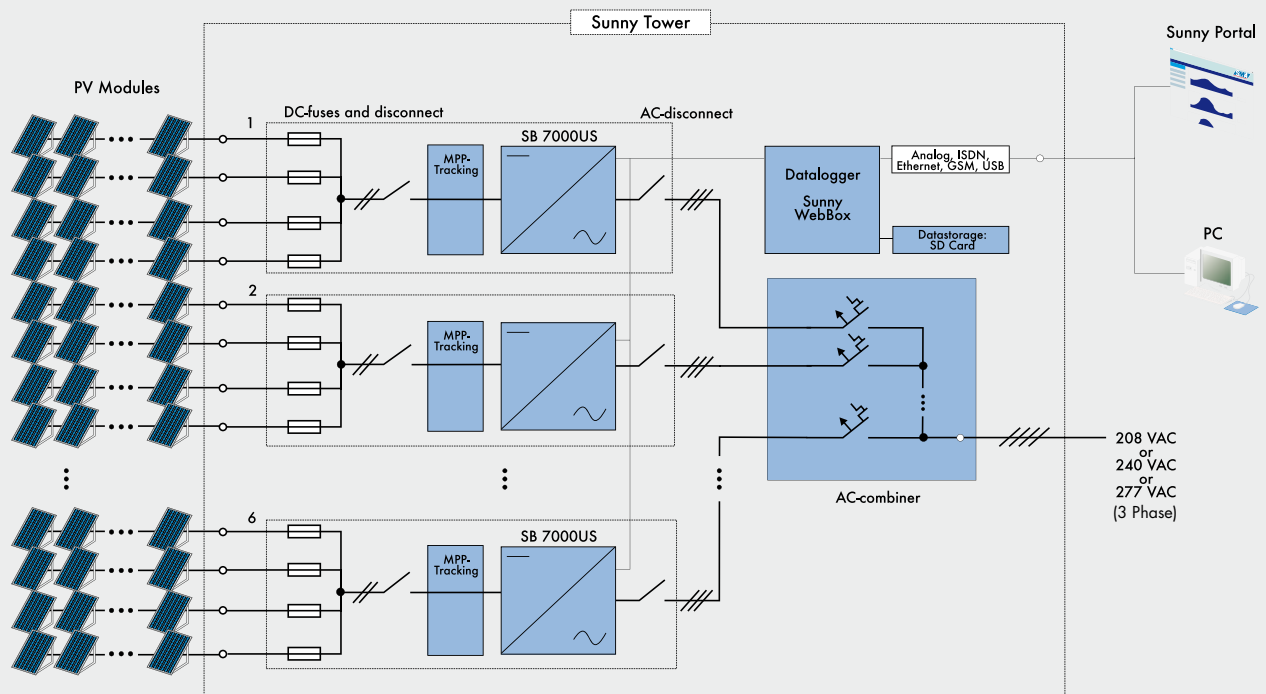 Sunny Tower
Sunny Portal
PV Modules
DC-fuses and disconnect
AC-disconnect
1
SB 7000US
MPP-
Tracking
Datalogger
Sunny
WebBox
Analog, ISDN,
Ethernet, GSM, USB
Datastorage:
SD Card
PC
2
MPP-
Tracking
AC-combiner
208 VAC
or
240 VAC
or
277 VAC
(3 Phase)
6
SB 7000US
MPP-
Tracking